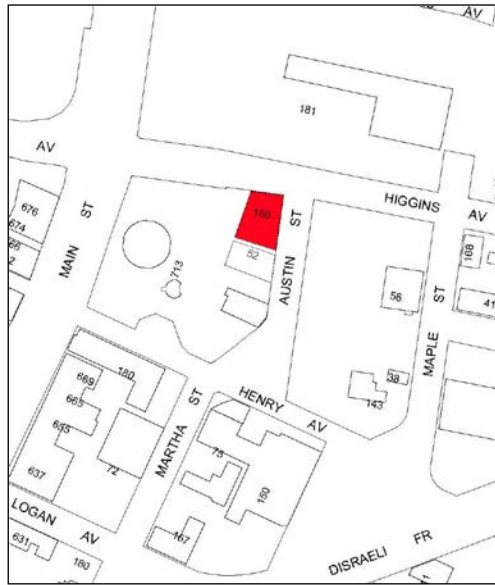 AV
181
AV
HIGGINS
AV
676
674
2
MAIN
ST
186
ST
52
AUSTIN
713
168
56
ST
41
MAPLE
38
143
669
180
665
655
637
72
MARTHA
ST
HENRY
AV
75
150
LOGAN
AV
631
180
167
DISRAELI
FR